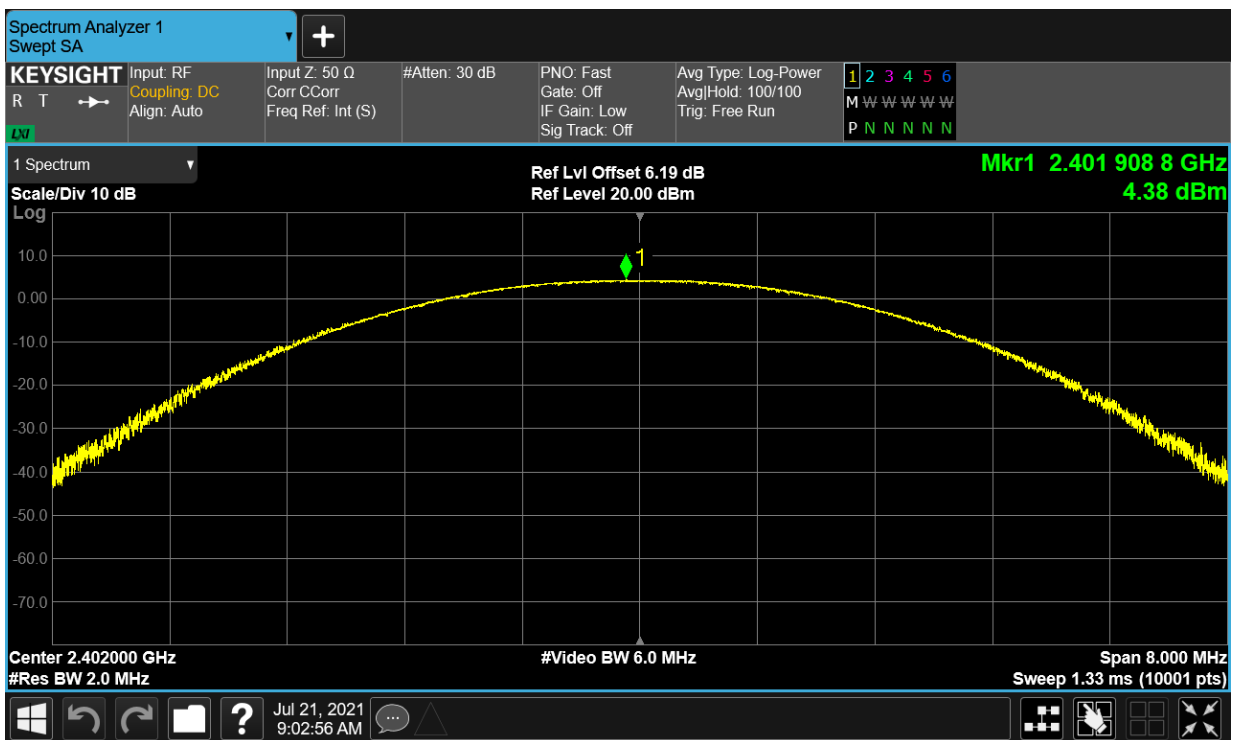 Spectrum Analyzer 1
Swept SA
KEYSIGHT
R T
LXI
Input: RF
Coupling: DC
Align: Auto
Input Z: 50 Ω
Corr CCorr
Freq Ref: Int (S)
#Atten: 30 dB
PNO: Fast
Gate: Off
IF Gain: Low
Sig Track: Off
Avg Type: Log-Power
Avg|Hold: 100/100
Trig: Free Run
1 2 3 4 5 6
M W W W W W
P N N N N N
1 Spectrum
Scale/Div 10 dB
Log
Ref Lvl Offset 6.19 dB
Ref Level 20.00 dBm
Mkr1 2.401 908 8 GHz
4.38 dBm
1
10.0
0.00
-10.0
-20.0
-30.0
-40.0
-50.0
-60.0
-70.0
Center 2.402000 GHz
#Video BW 6.0 MHz
Span 8.000 MHz
#Res BW 2.0 MHz
Sweep 1.33 ms (10001 pts)
?
Jul 21, 2021
9:02:56 AM